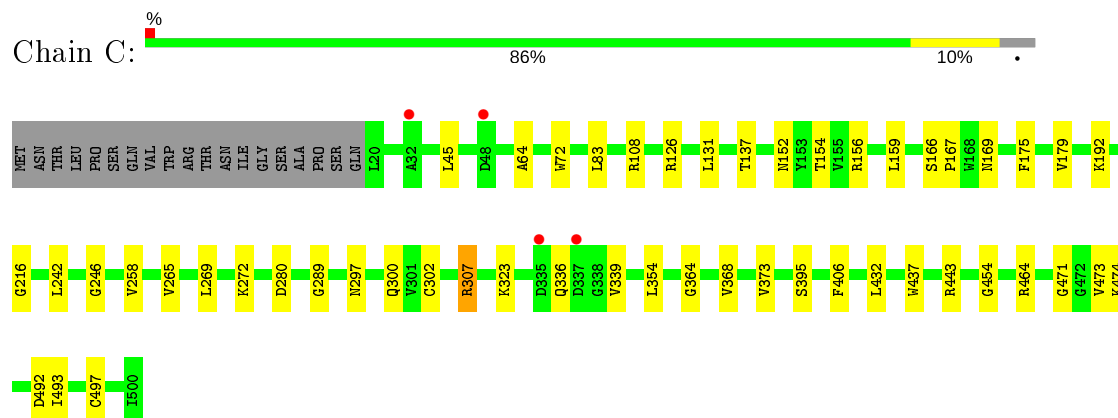 %
Chain C:
86%
10%
•
MET ASN THR LEU PRO SER GLN VAL TRP ARG THR ASN ILE GLY SER ALA PRO SER GLN L20 A32 L45 D48 A64 W72 L83 R108 R126 L131 T137 N152 Y153 T154 V155 R156 L159 S166 P167 W168 N169 F175 V179 K192
G216 L242 G246 V258 V265 L269 K272 D280 G289 N297 Q300 V301 C302 R307 K323 D335 Q336 D337 G338 V339 L354 G364 V368 V373 S395 F406 L432 W437 R443 G454 R464 G471 G472 V473 K474
D492 I493 C497 I500